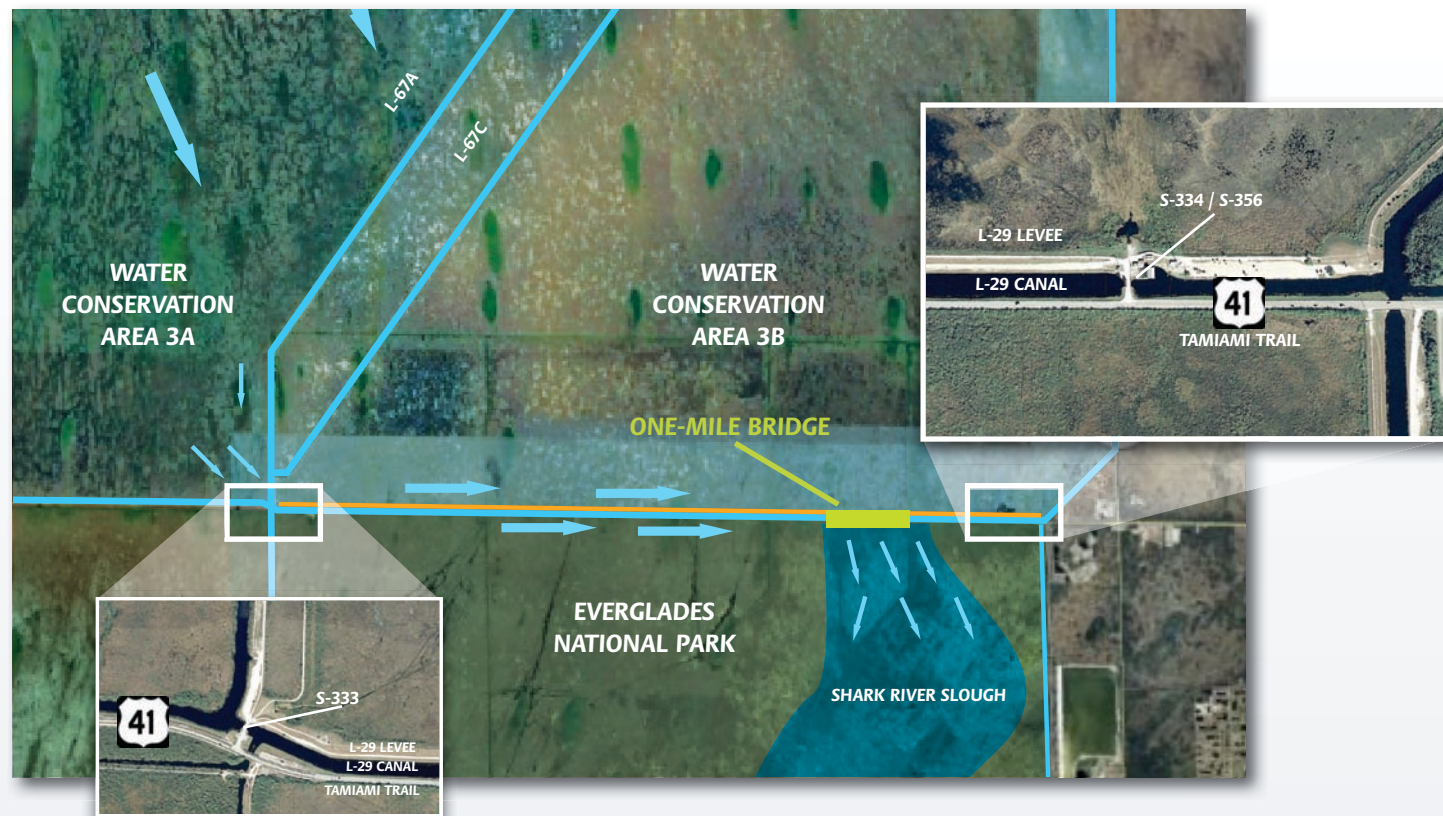 L-67A
L-67C
WATER
CONSERVATION
AREA 3A
WATER
CONSERVATION
AREA 3B
S-334 / S-356
L-29 LEVEE
L-29 CANAL
41
TAMIAMI TRAIL
ONE-MILE BRIDGE
EVERGLADES
NATIONAL PARK
SHARK RIVER SLOUGH
S-333
41
L-29 LEVEE
L-29 CANAL
TAMIAMI TRAIL